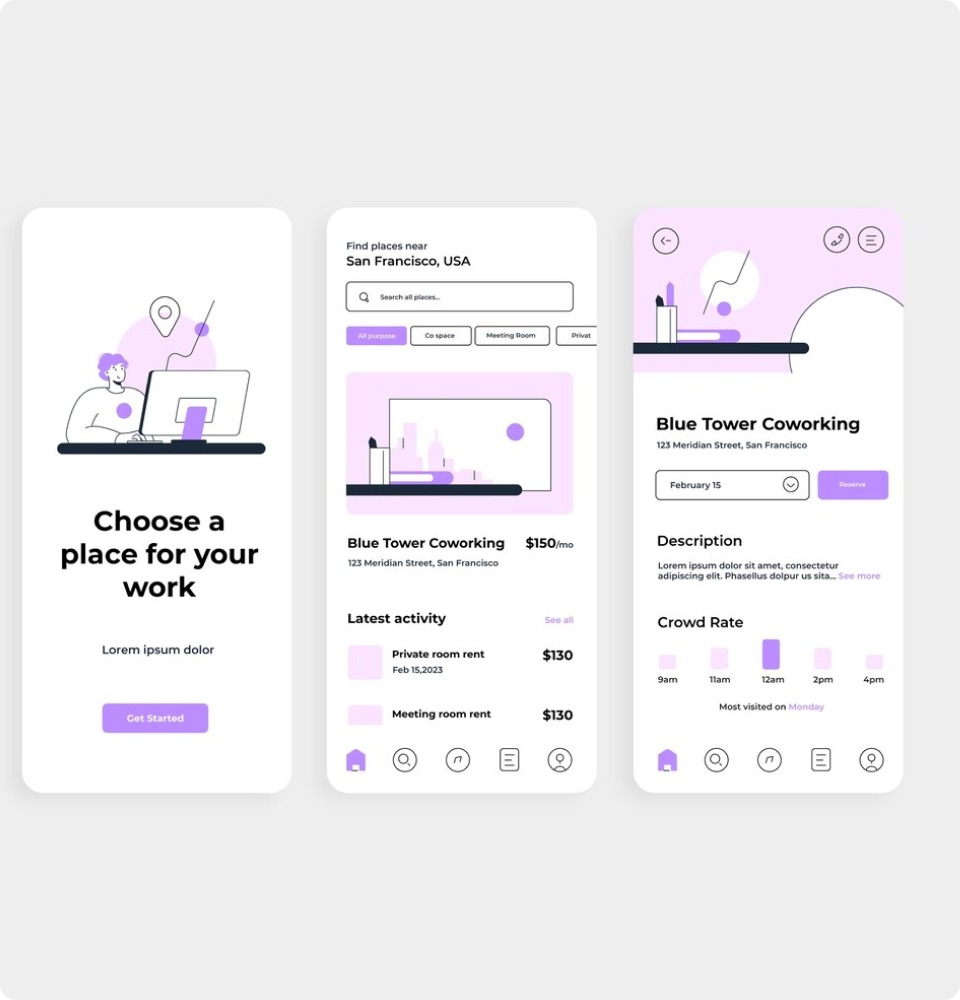 Choose a
place for your
work
Lorem ipsum dolor
Get Started
Find places near
San Francisco, USA
Search all places...
All purpose
Co space
Meeting Room
Privat
Blue Tower Coworking
$150/mo
123 Meridian Street, San Francisco
Latest activity
See all
Private room rent
$130
Feb 15,2023
Meeting room rent
$130
Blue Tower Coworking
123 Meridian Street, San Francisco
February 15
Reserve
Description
Lorem ipsum dolor sit amet, consectetur
adipiscing elit. Phasellus dolpur us sita... See more
Crowd Rate
9am
11am
12am
2pm
4pm
Most visited on Monday